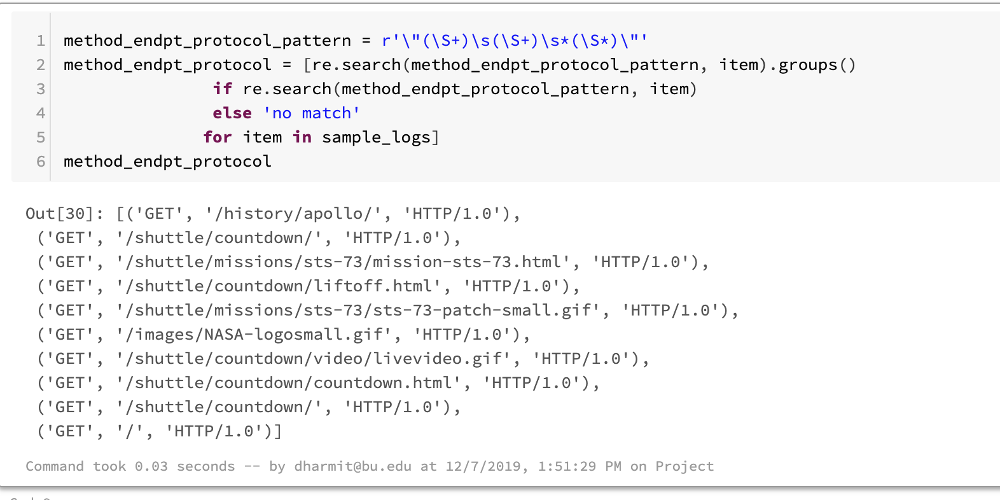 1 method_endpt_protocol_pattern = r'\"(\S+)\s(\S+)\s*(\S*)\"'
2 method_endpt_protocol = [re.search(method_endpt_protocol_pattern, item).groups()
3 if re.search(method_endpt_protocol_pattern, item)
4 else 'no match'
5 for item in sample_logs]
6 method_endpt_protocol
Out[30]: [('GET', '/history/apollo/', 'HTTP/1.0'),
('GET', '/shuttle/countdown/', 'HTTP/1.0'),
('GET', '/shuttle/missions/sts-73/mission-sts-73.html', 'HTTP/1.0'),
('GET', '/shuttle/countdown/liftoff.html', 'HTTP/1.0'),
('GET', '/shuttle/missions/sts-73/sts-73-patch-small.gif', 'HTTP/1.0'),
('GET', '/images/NASA-logosmall.gif', 'HTTP/1.0'),
('GET', '/shuttle/countdown/video/livevideo.gif', 'HTTP/1.0'),
('GET', '/shuttle/countdown/countdown.html', 'HTTP/1.0'),
('GET', '/shuttle/countdown/', 'HTTP/1.0'),
('GET', '/', 'HTTP/1.0')]
Command took 0.03 seconds -- by dharmit@bu.edu at 12/7/2019, 1:51:29 PM on Project